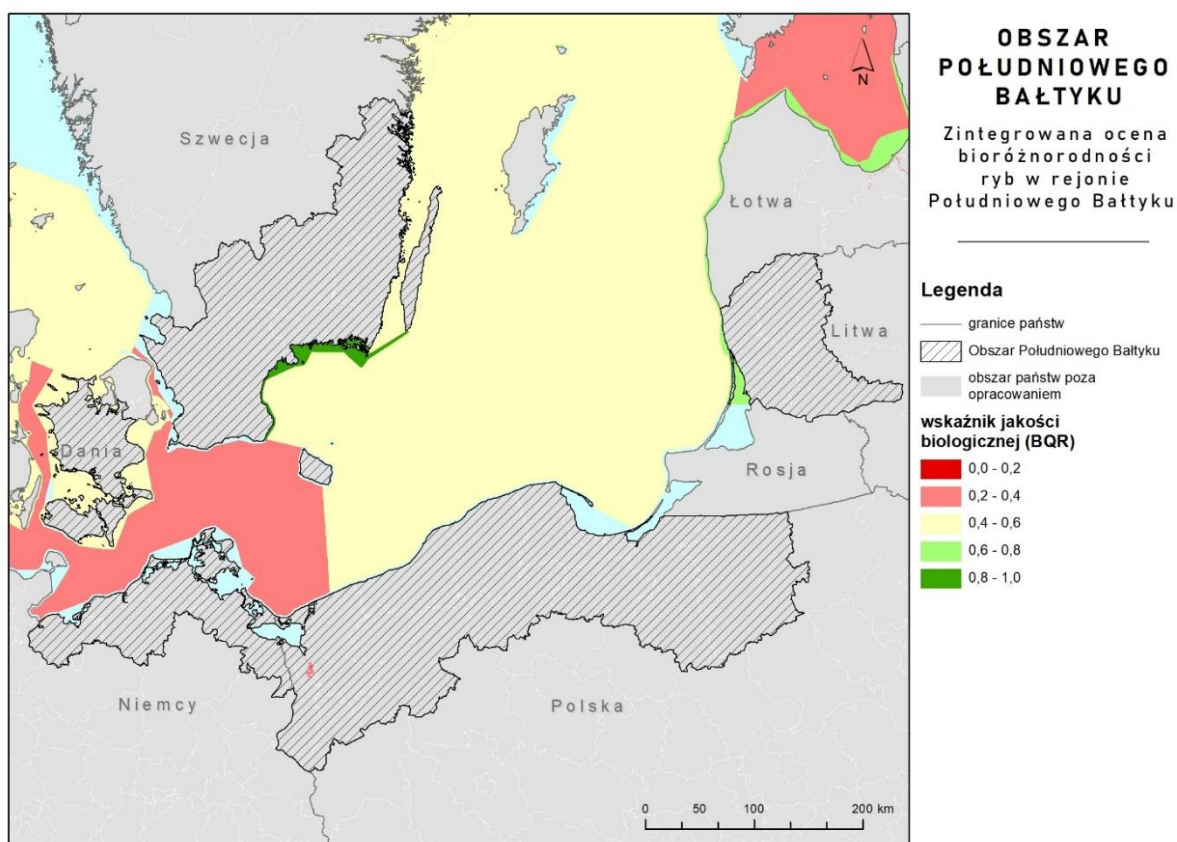 OBSZAR
POŁUDNIOWEGO
BAŁTYKU
Zintegrowana ocena
bioróżnorodności
ryb w rejonie
Południowego Bałtyku
Legenda
granice państw
Obszar Południowego Bałtyku
obszar państw poza
opracowaniem
wskaźnik jakości
biologicznej (BQR)
0,0 - 0,2
0,2 - 0,4
0,4 - 0,6
0,6 - 0,8
0,8 - 1,0
N
Szwecja
Łotwa
Litwa
Dania
Rosja
Niemcy
Polska
0 50 100 200 km